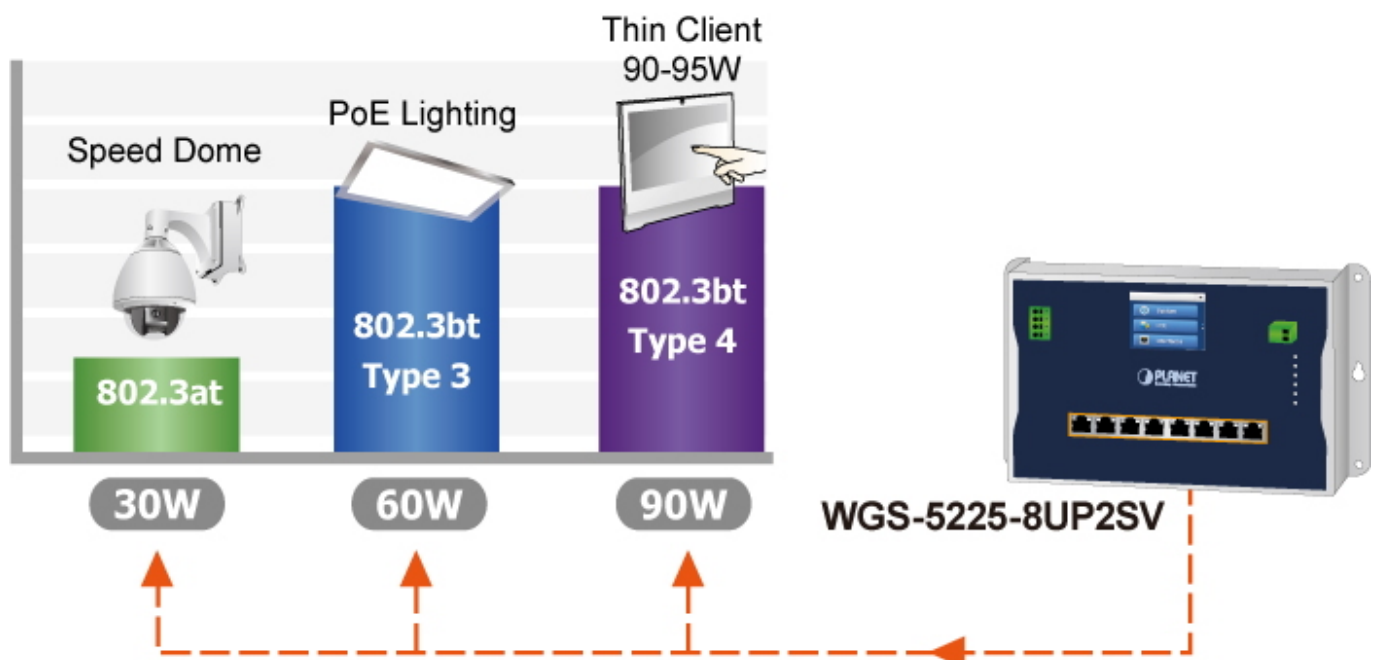 Thin Client
90-95W
PoE Lighting
Speed Dome
802.3at
802.3bt
Type 3
802.3bt
Type 4
30W
60W
90W
PLANET
WGS-5225-8UP2SV